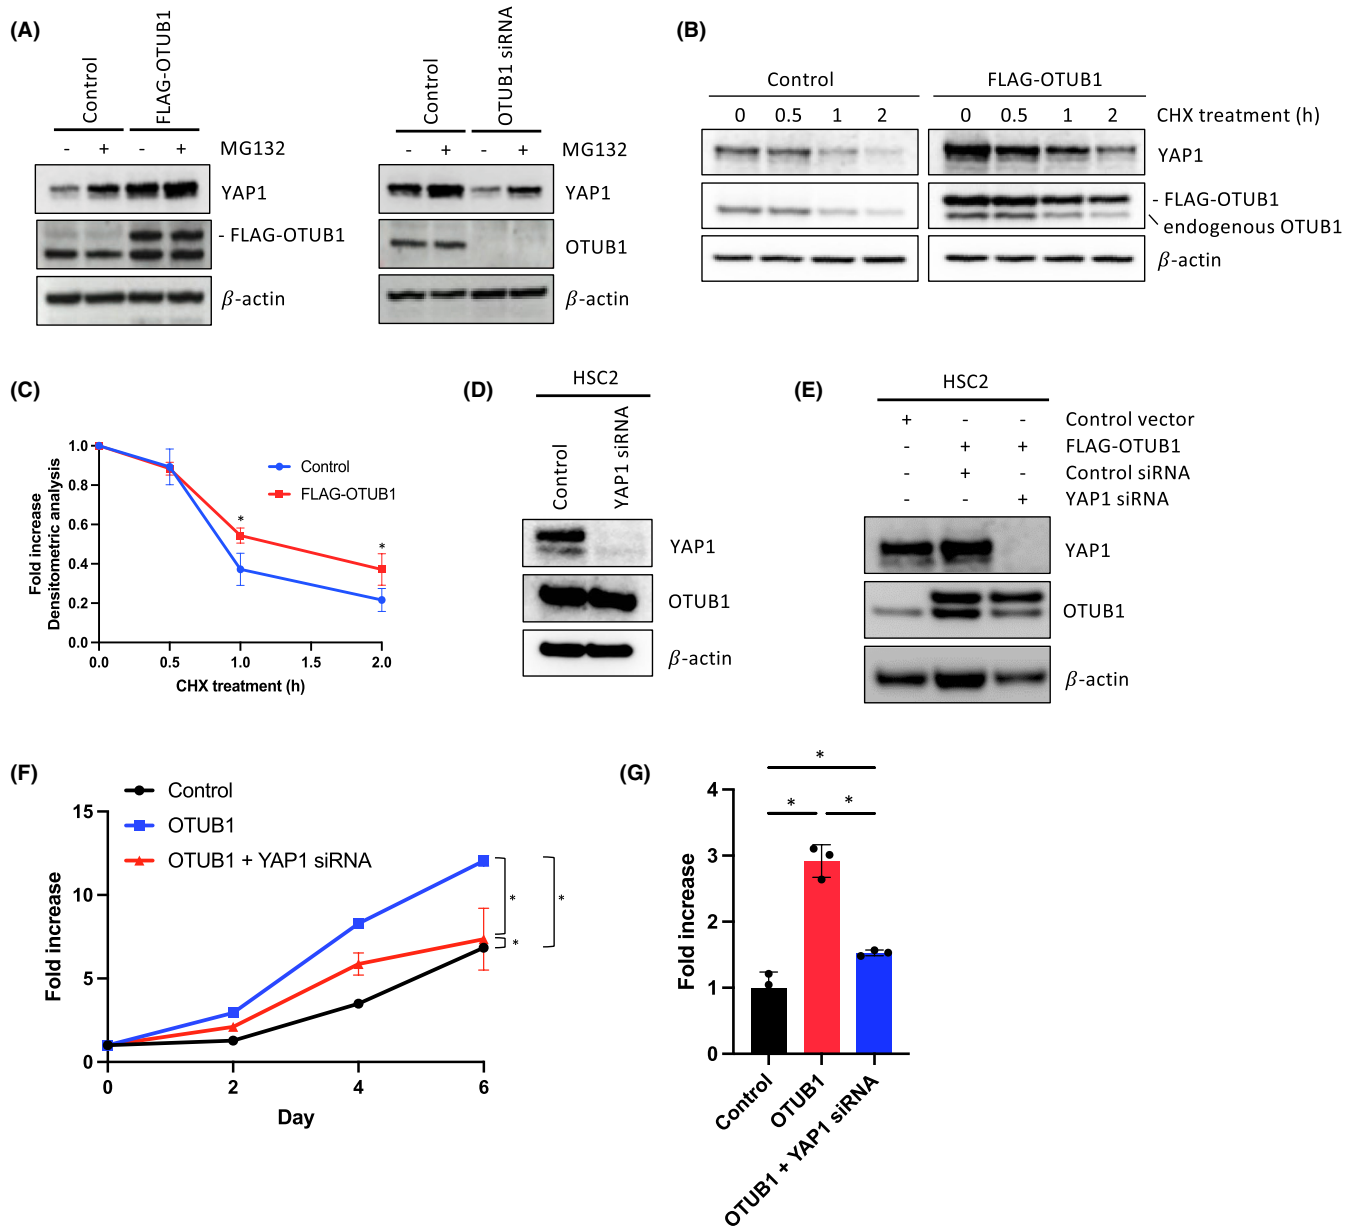 (A)
Control
FLAG-OTUB1
- + - + MG132
YAP1
- FLAG-OTUB1
β-actin
Control
OTUB1 siRNA
- + - + MG132
YAP1
OTUB1
β-actin
(B)
Control FLAG-OTUB1
0 0.5 1 2 0 0.5 1 2 CHX treatment (h)
YAP1
- FLAG-OTUB1
endogenous OTUB1
β-actin
(C)
Fold increase
Densitometric analysis
1.0
0.8
0.6
0.4
0.2
0.0
Control
FLAG-OTUB1
*
*
0.0 0.5 1.0 1.5 2.0
CHX treatment (h)
(D)
HSC2
Control
YAP1 siRNA
YAP1
OTUB1
β-actin
(E)
HSC2
+ - - Control vector
- + + FLAG-OTUB1
- + - Control siRNA
- - + YAP1 siRNA
YAP1
OTUB1
β-actin
(F)
Control
OTUB1
OTUB1 + YAP1 siRNA
Fold increase
15
10
5
0
*
*
*
0 2 4 6
Day
(G)
*
* *
Fold increase
4
3
2
1
0
Control
OTUB1
OTUB1 + YAP1 siRNA